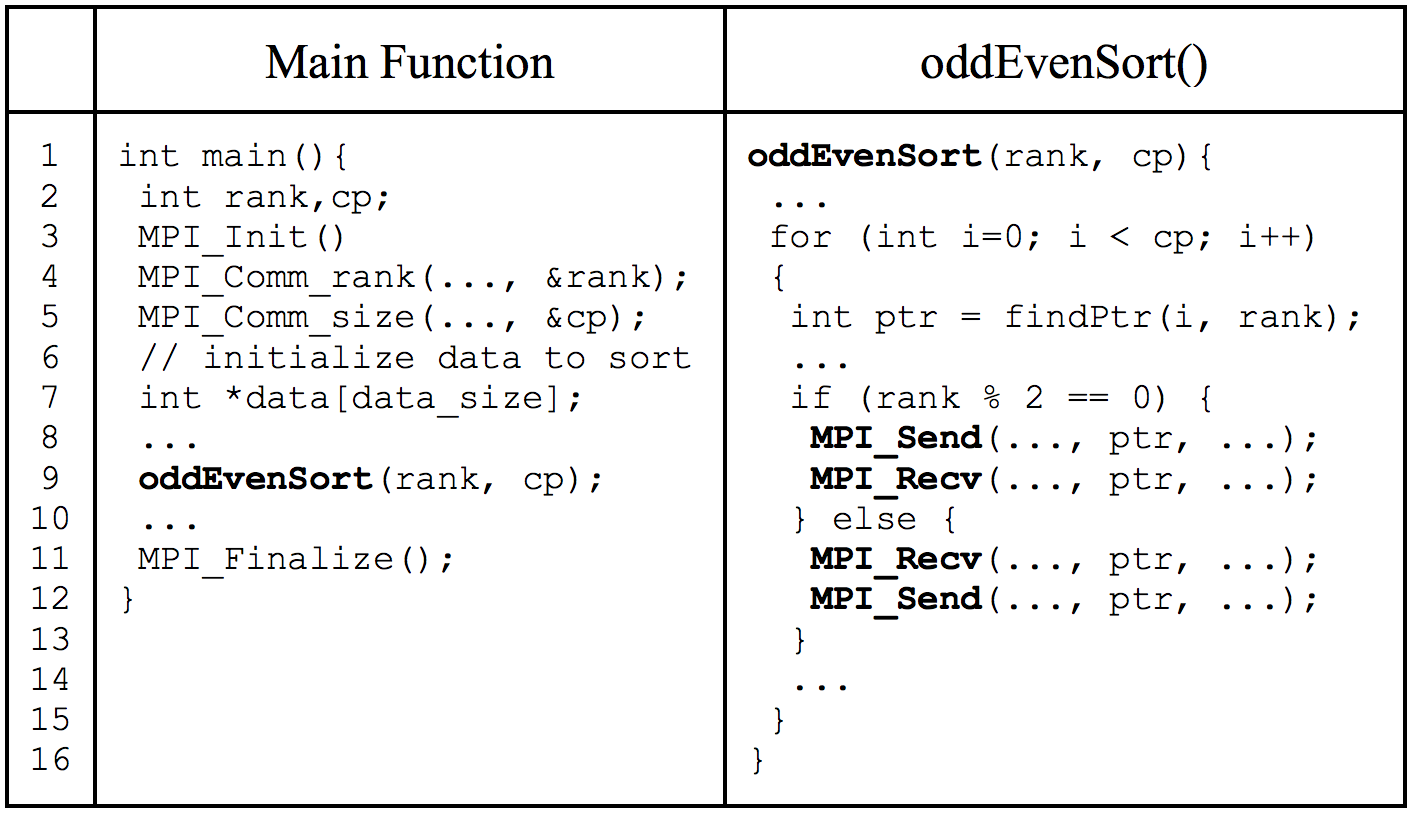 Main Function oddEvenSort()
1 int main(){ oddEvenSort(rank, cp){
2 int rank,cp; ...
3 MPI_Init() for (int i=0; i < cp; i++)
4 MPI_Comm_rank(..., &rank); {
5 MPI_Comm_size(..., &cp); int ptr = findPtr(i, rank);
6 // initialize data to sort ...
7 int *data[data_size]; if (rank % 2 == 0) {
8 ... MPI_Send(..., ptr, ...);
9 oddEvenSort(rank, cp); MPI_Recv(..., ptr, ...);
10 ... } else {
11 MPI_Finalize(); MPI_Recv(..., ptr, ...);
12 } MPI_Send(..., ptr, ...);
13 }
14 ...
15 }
16 }